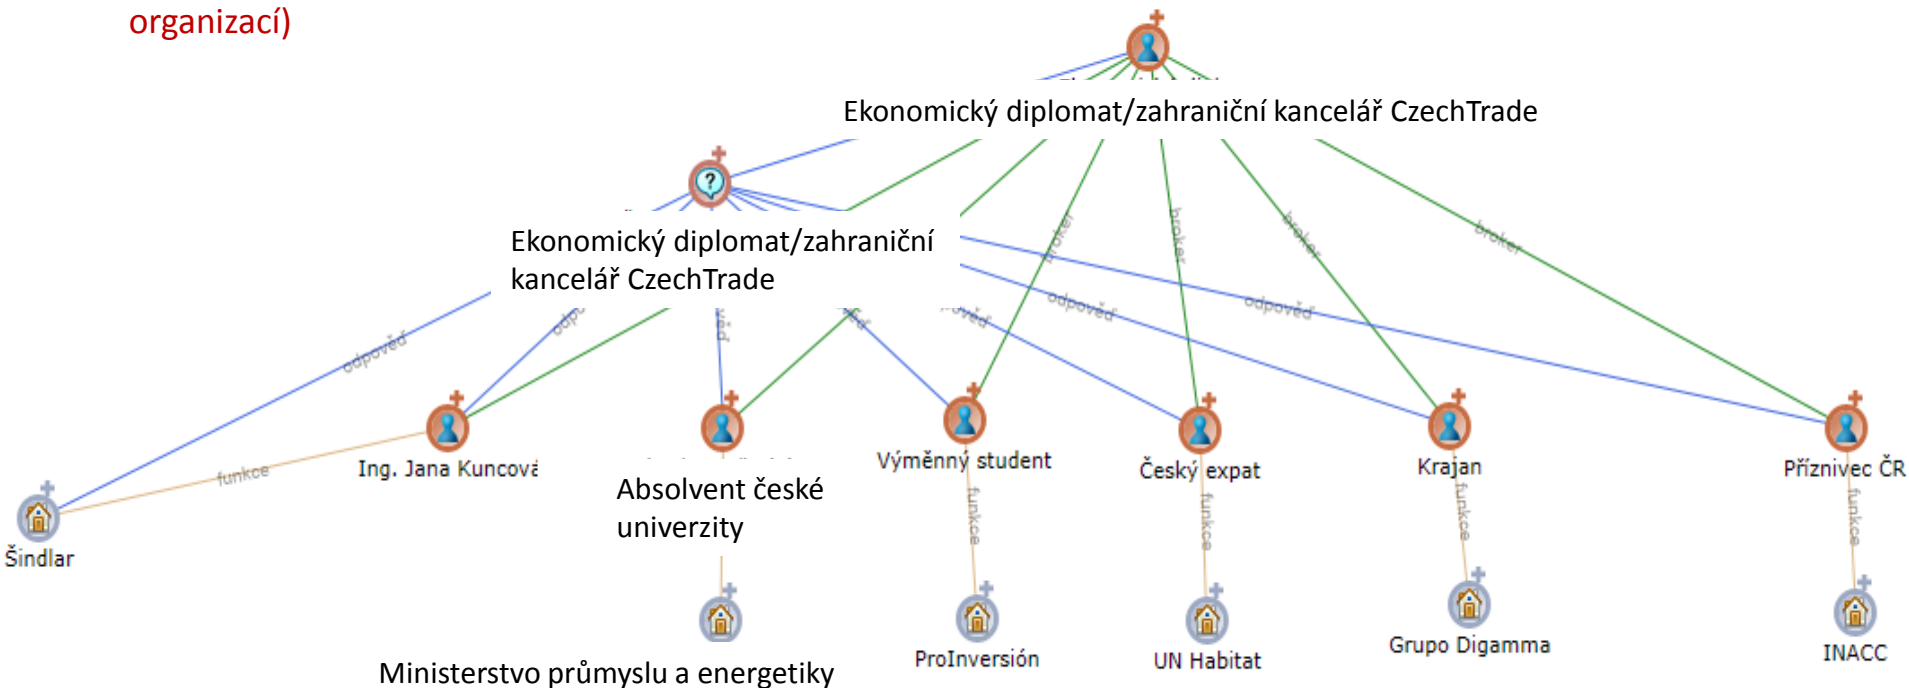 organizací)
Ekonomický diplomat/zahraniční kancelář CzechTrade
Ekonomický diplomat/zahraniční
kancelář CzechTrade
broker
broker
broker
broker
odpověď
odpověď
odpověď
funkce
Ing. Jana Kuncová
Výměnný student
Český expat
Krajan
Příznivec ČR
Absolvent české
univerzity
funkce
funkce
funkce
funkce
Šindlar
Ministerstvo průmyslu a energetiky
ProInversión
UN Habitat
Grupo Digamma
INACC